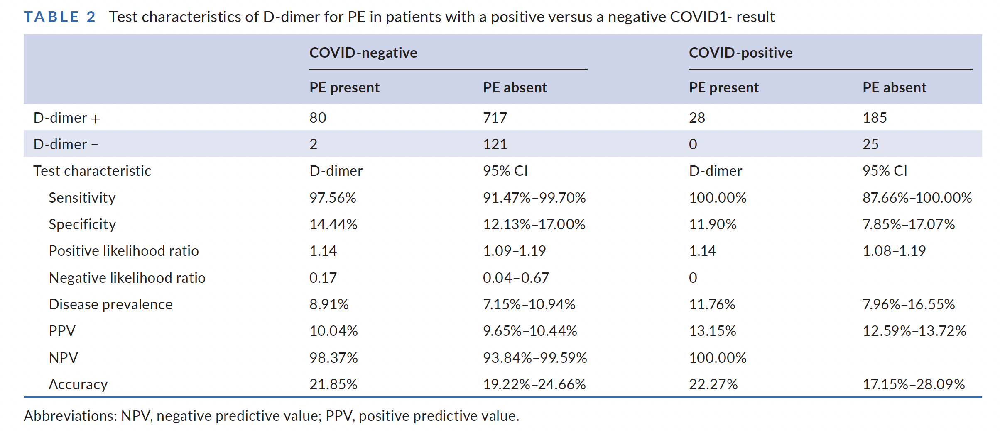 TABLE 2 Test characteristics of D-dimer for PE in patients with a positive versus a negative COVID1- result
COVID-negative COVID-positive
PE present PE absent PE present PE absent
D-dimer + 80 717 28 185
D-dimer − 2 121 0 25
Test characteristic D-dimer 95% CI D-dimer 95% CI
Sensitivity 97.56% 91.47%–99.70% 100.00% 87.66%–100.00%
Specificity 14.44% 12.13%–17.00% 11.90% 7.85%–17.07%
Positive likelihood ratio 1.14 1.09–1.19 1.14 1.08–1.19
Negative likelihood ratio 0.17 0.04–0.67 0
Disease prevalence 8.91% 7.15%–10.94% 11.76% 7.96%–16.55%
PPV 10.04% 9.65%–10.44% 13.15% 12.59%–13.72%
NPV 98.37% 93.84%–99.59% 100.00%
Accuracy 21.85% 19.22%–24.66% 22.27% 17.15%–28.09%
Abbreviations: NPV, negative predictive value; PPV, positive predictive value.